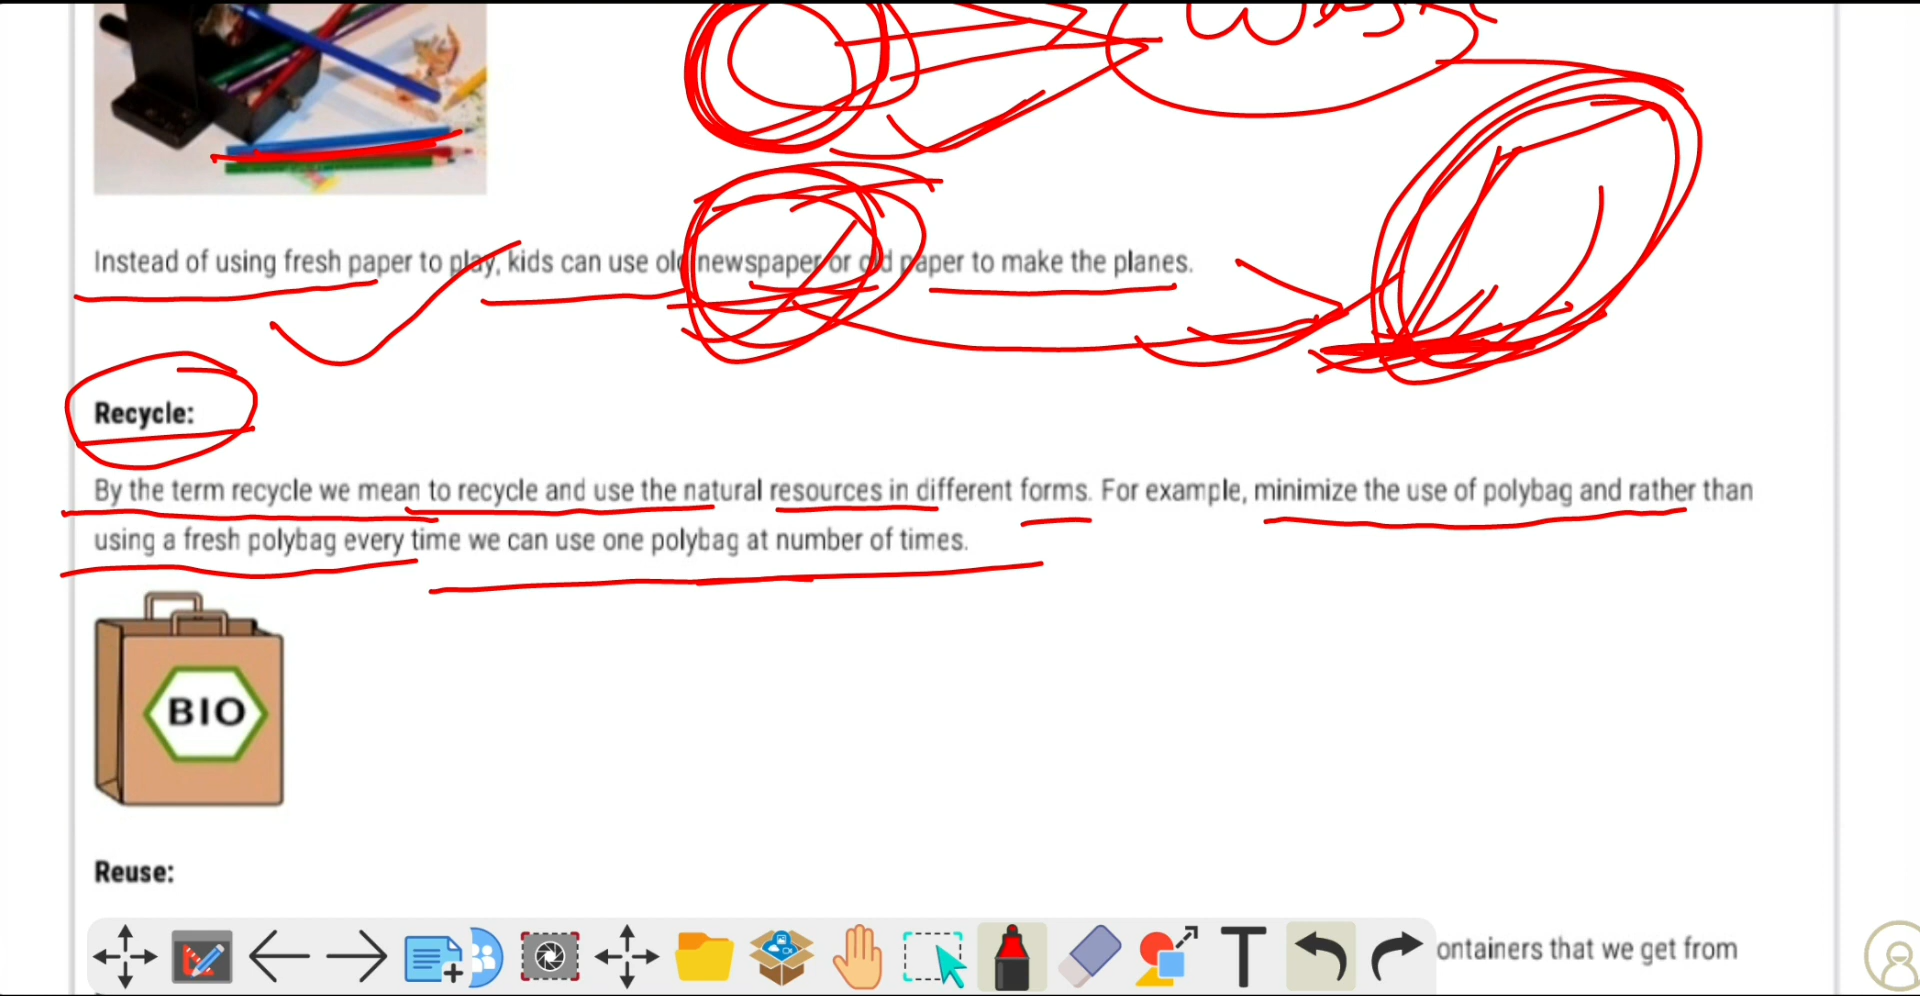 Instead of using fresh paper to play, kids can use old newspaper or old paper to make the planes.
Recycle:
By the term recycle we mean to recycle and use the natural resources in different forms. For example, minimize the use of polybag and rather than
using a fresh polybag every time we can use one polybag at number of times.
BIO
Reuse:
ontainers that we get from